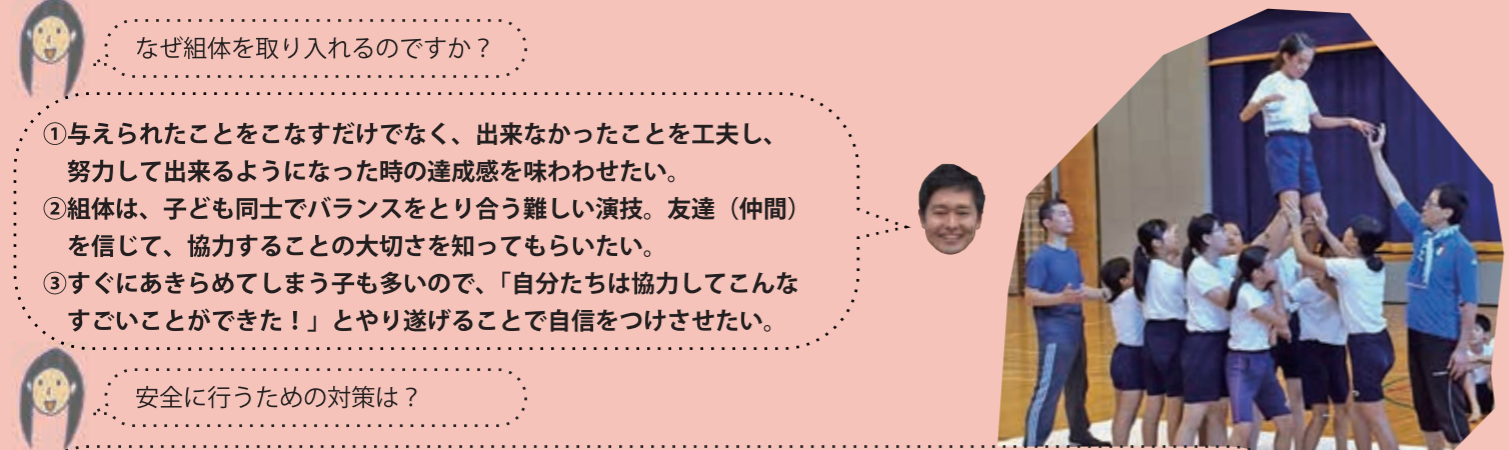 なぜ組体を取り入れるのですか？
①与えられたことをこなすだけでなく、出来なかったことを工夫し、
努力して出来るようになった時の達成感を味わわせたい。
②組体は、子ども同士でバランスをとり合う難しい演技。友達（仲間）
を信じて、協力することの大切さを知ってもらいたい。
③すぐにあきらめてしまう子も多いので、「自分たちは協力してこんな
すごいことができた！」とやり遂げることで自信をつけさせたい。
安全に行うための対策は？